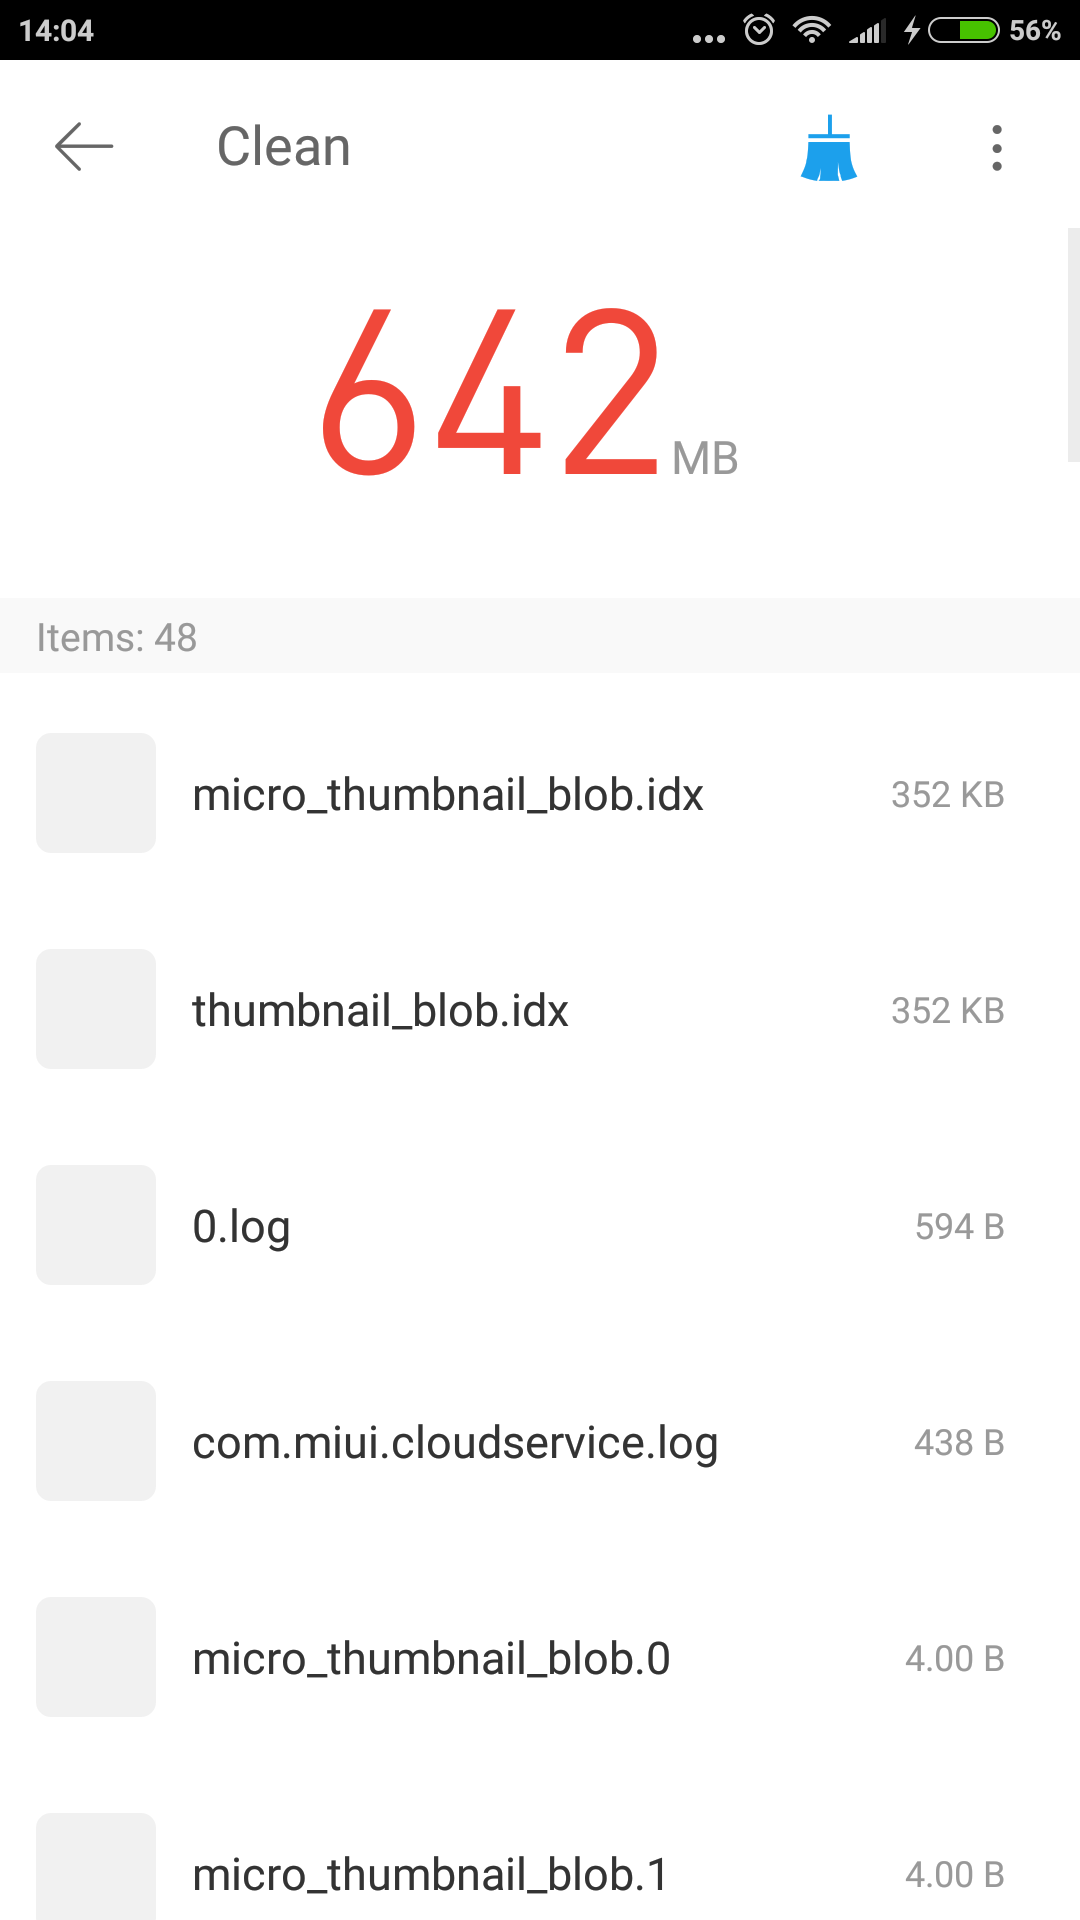 14:04 56%
Clean
642 MB
Items: 48
micro_thumbnail_blob.idx 352 KB
thumbnail_blob.idx 352 KB
0.log 594 B
com.miui.cloudservice.log 438 B
micro_thumbnail_blob.0 4.00 B
micro_thumbnail_blob.1 4.00 B